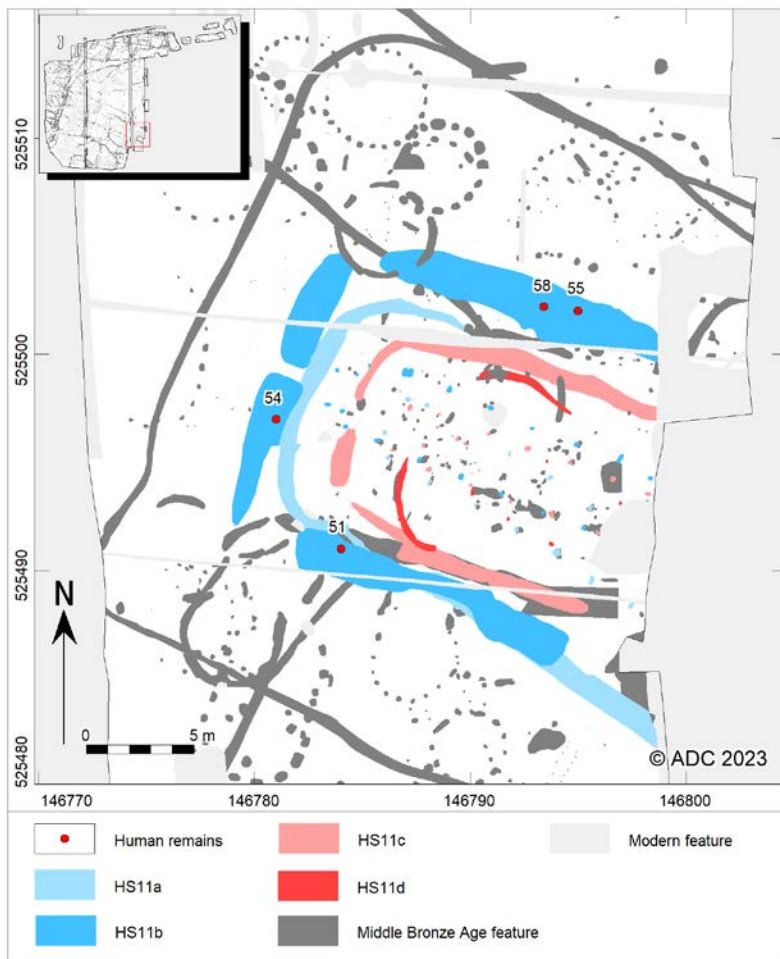 525510
525500
525490
525480
58 55
54
51
N
0 5 m
© ADC 2023
146770 146780 146790 146800
Human remains HS11c Modern feature
HS11a HS11d
HS11b Middle Bronze Age feature